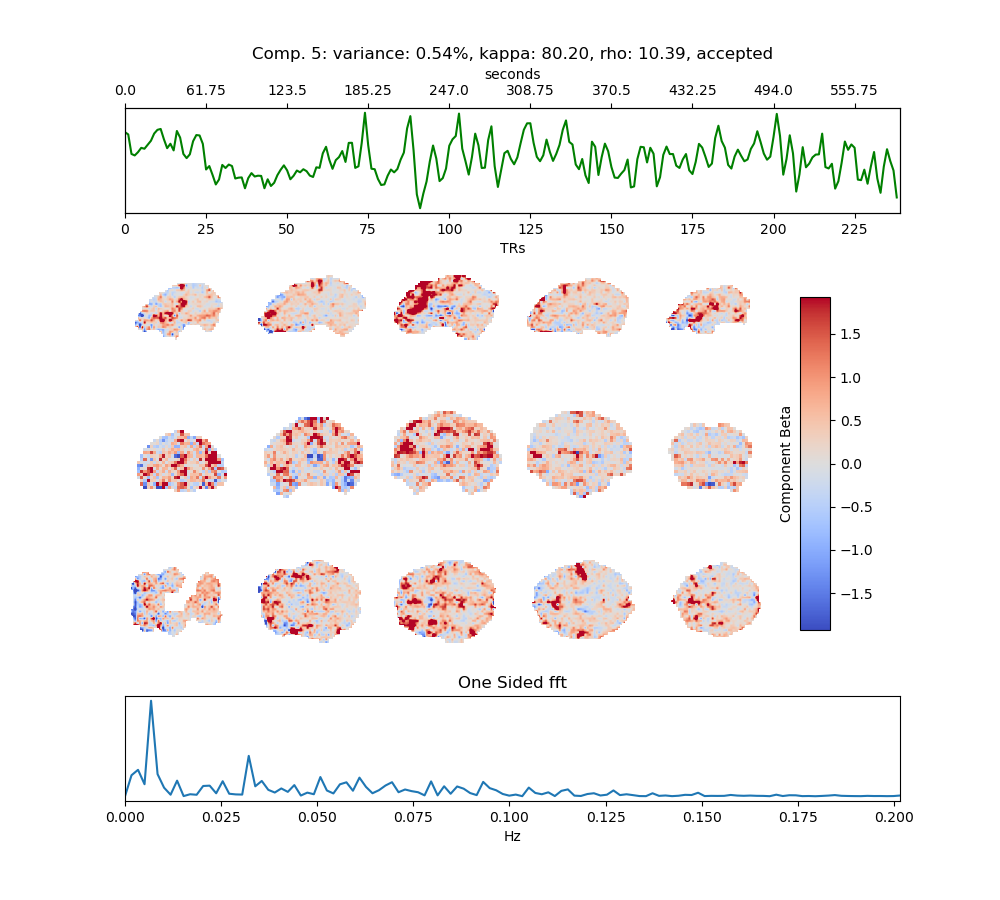 Comp. 5: variance: 0.54%, kappa: 80.20, rho: 10.39, accepted
seconds
0.0 61.75 123.5 185.25 247.0 308.75 370.5 432.25 494.0 555.75
0 25 50 75 100 125 150 175 200 225
TRs
1.5
1.0
0.5
0.0
−0.5
−1.0
−1.5
Component Beta
One Sided fft
0.000 0.025 0.050 0.075 0.100 0.125 0.150 0.175 0.200
Hz